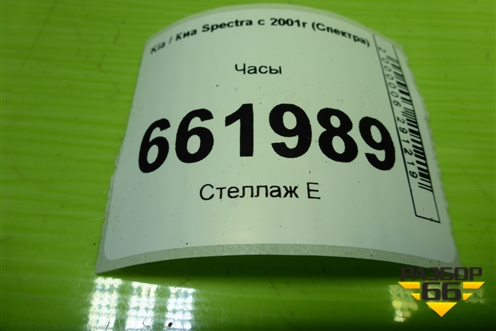 Kia / Киа Spectra с 2001г (Спектра)
Часы
661989
Стеллаж Е
РАЗБОР
66